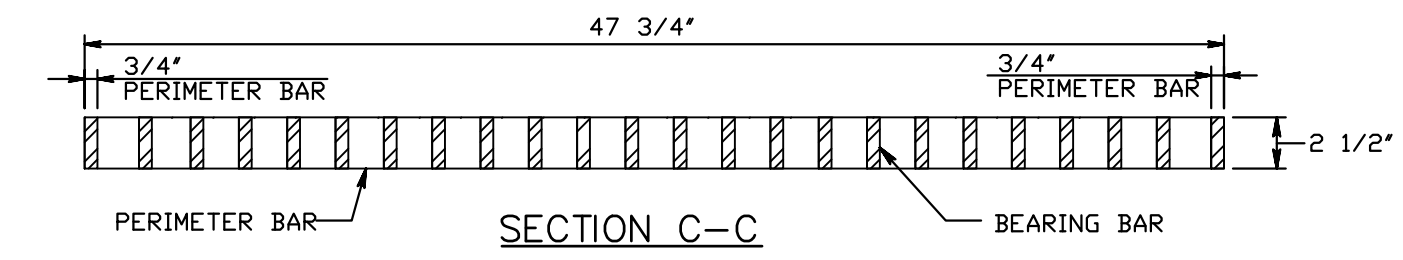 47 3/4"
3/4"
PERIMETER BAR
3/4"
PERIMETER BAR
2 1/2"
PERIMETER BAR
BEARING BAR
SECTION C-C